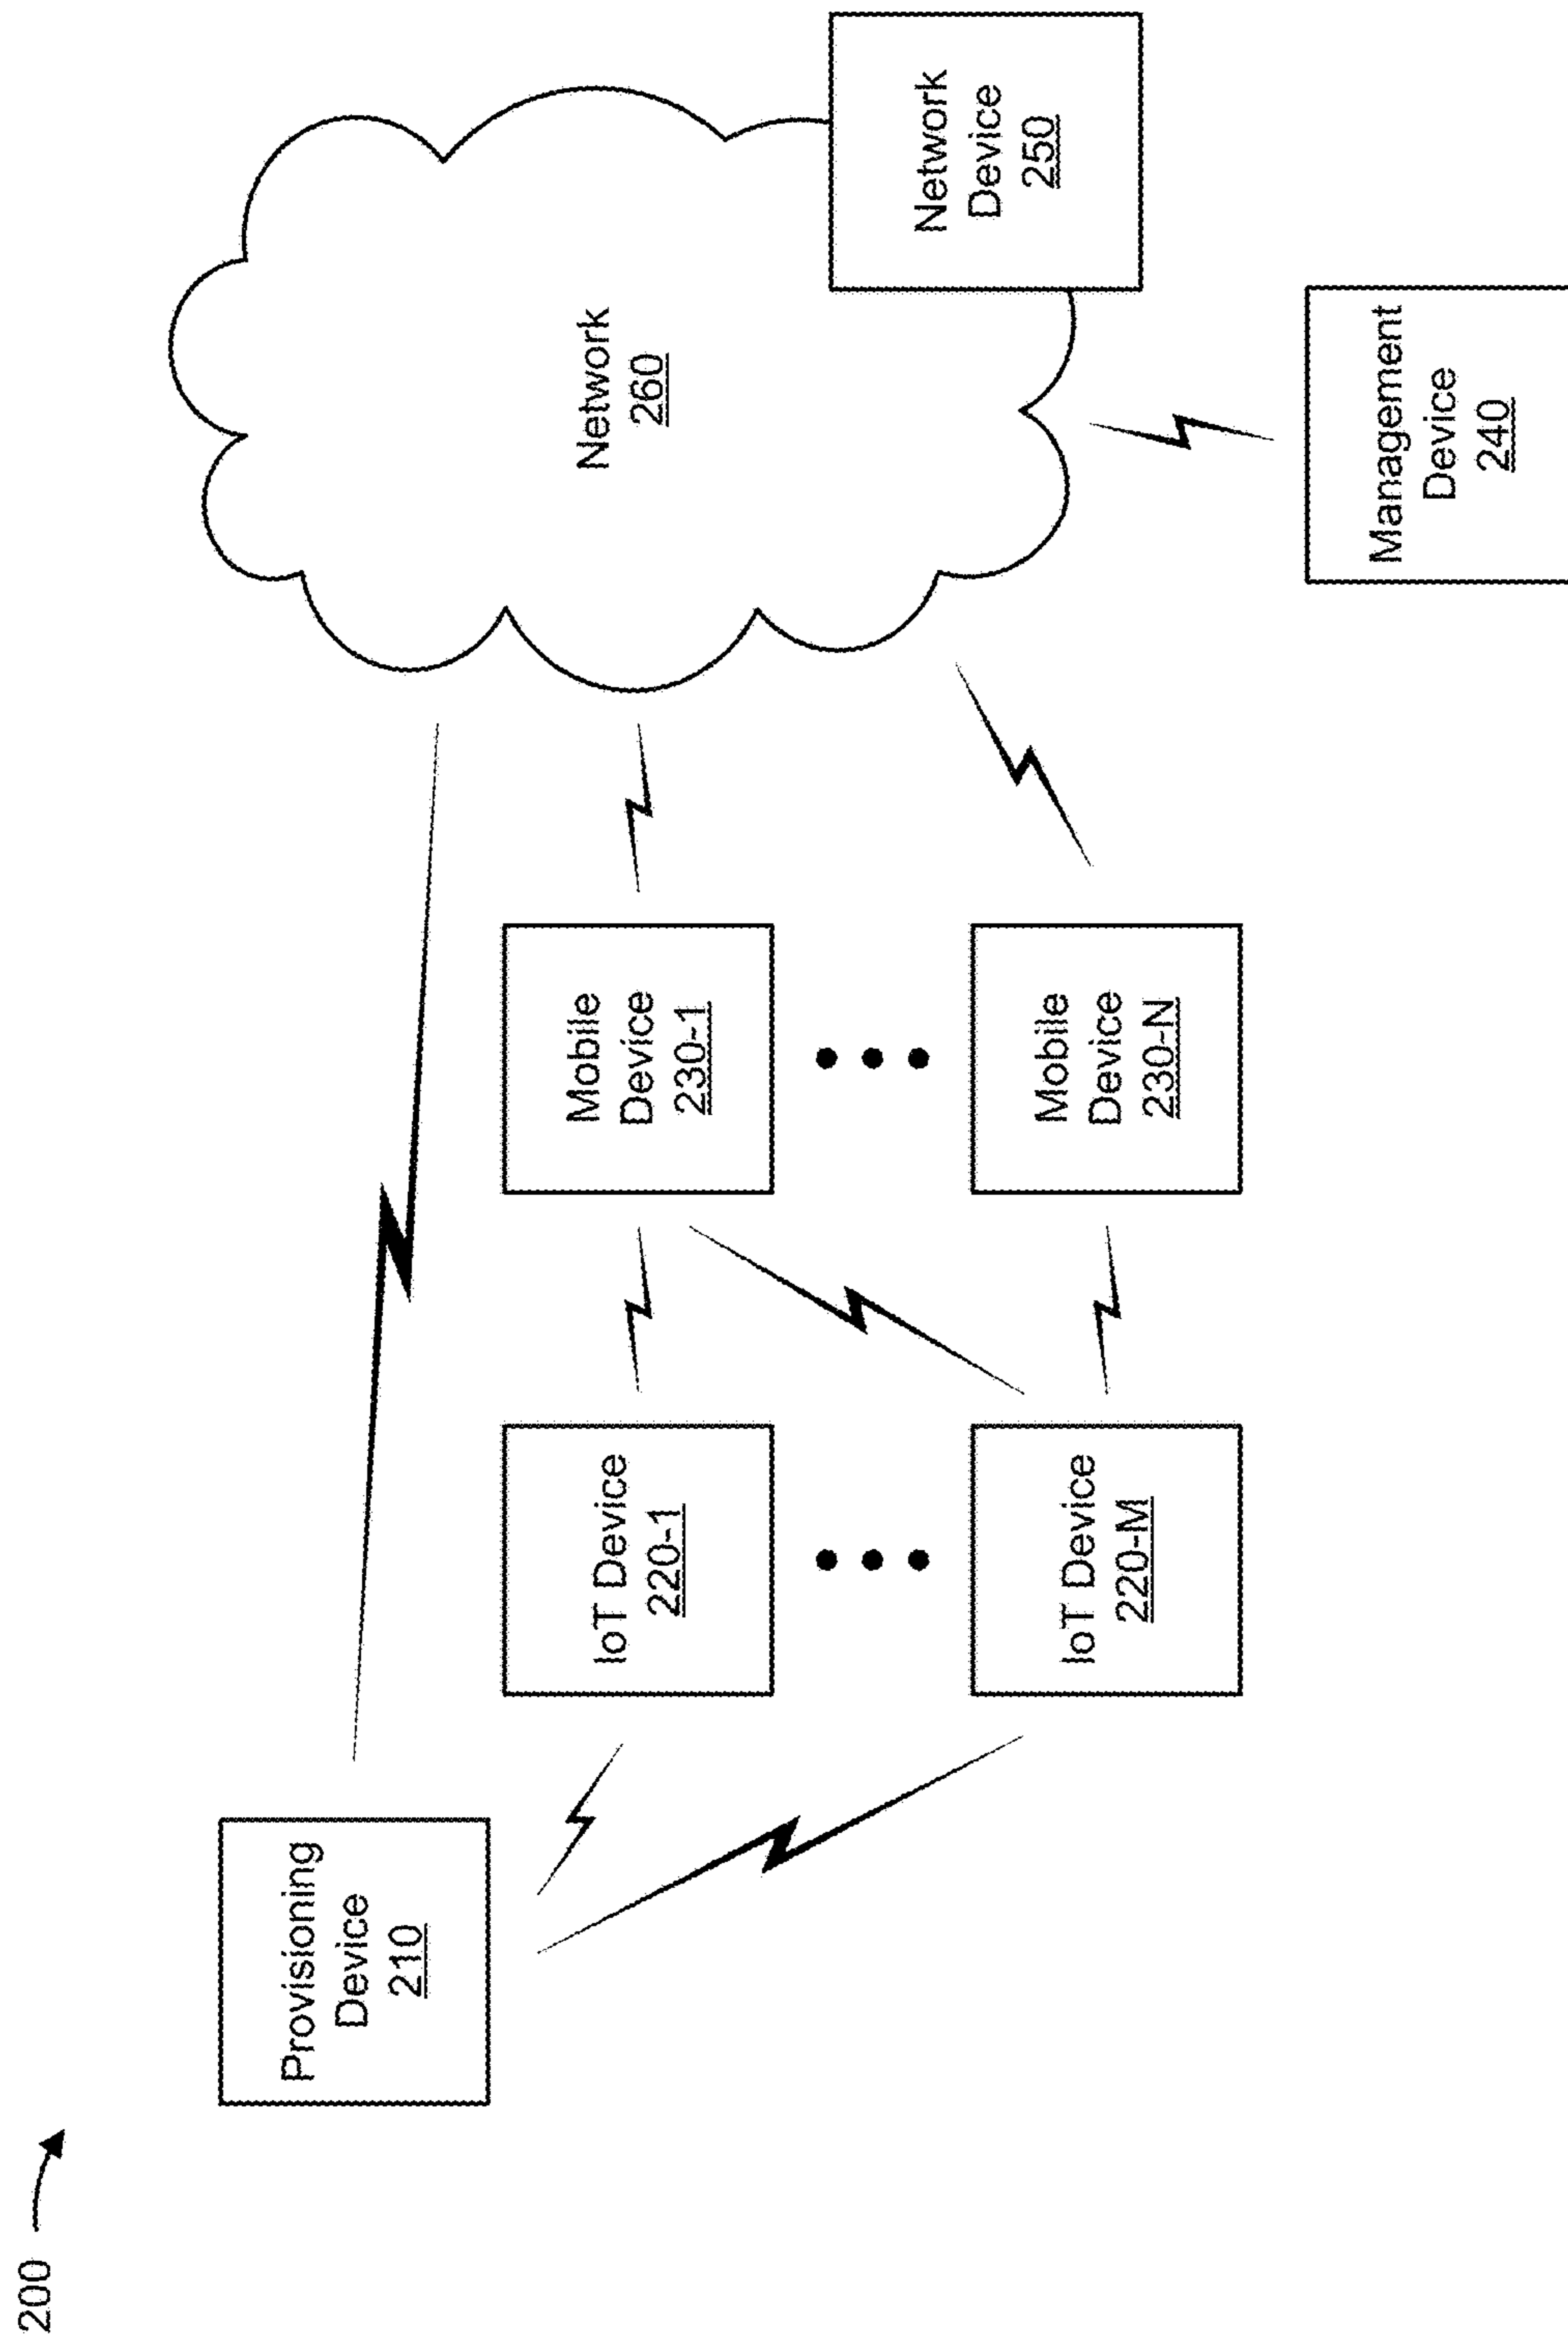 200
Provisioning
Device
210
IoT Device
220-1
IoT Device
220-M
Mobile
Device
230-1
Mobile
Device
230-N
Network
260
Network
Device
250
Management
Device
240